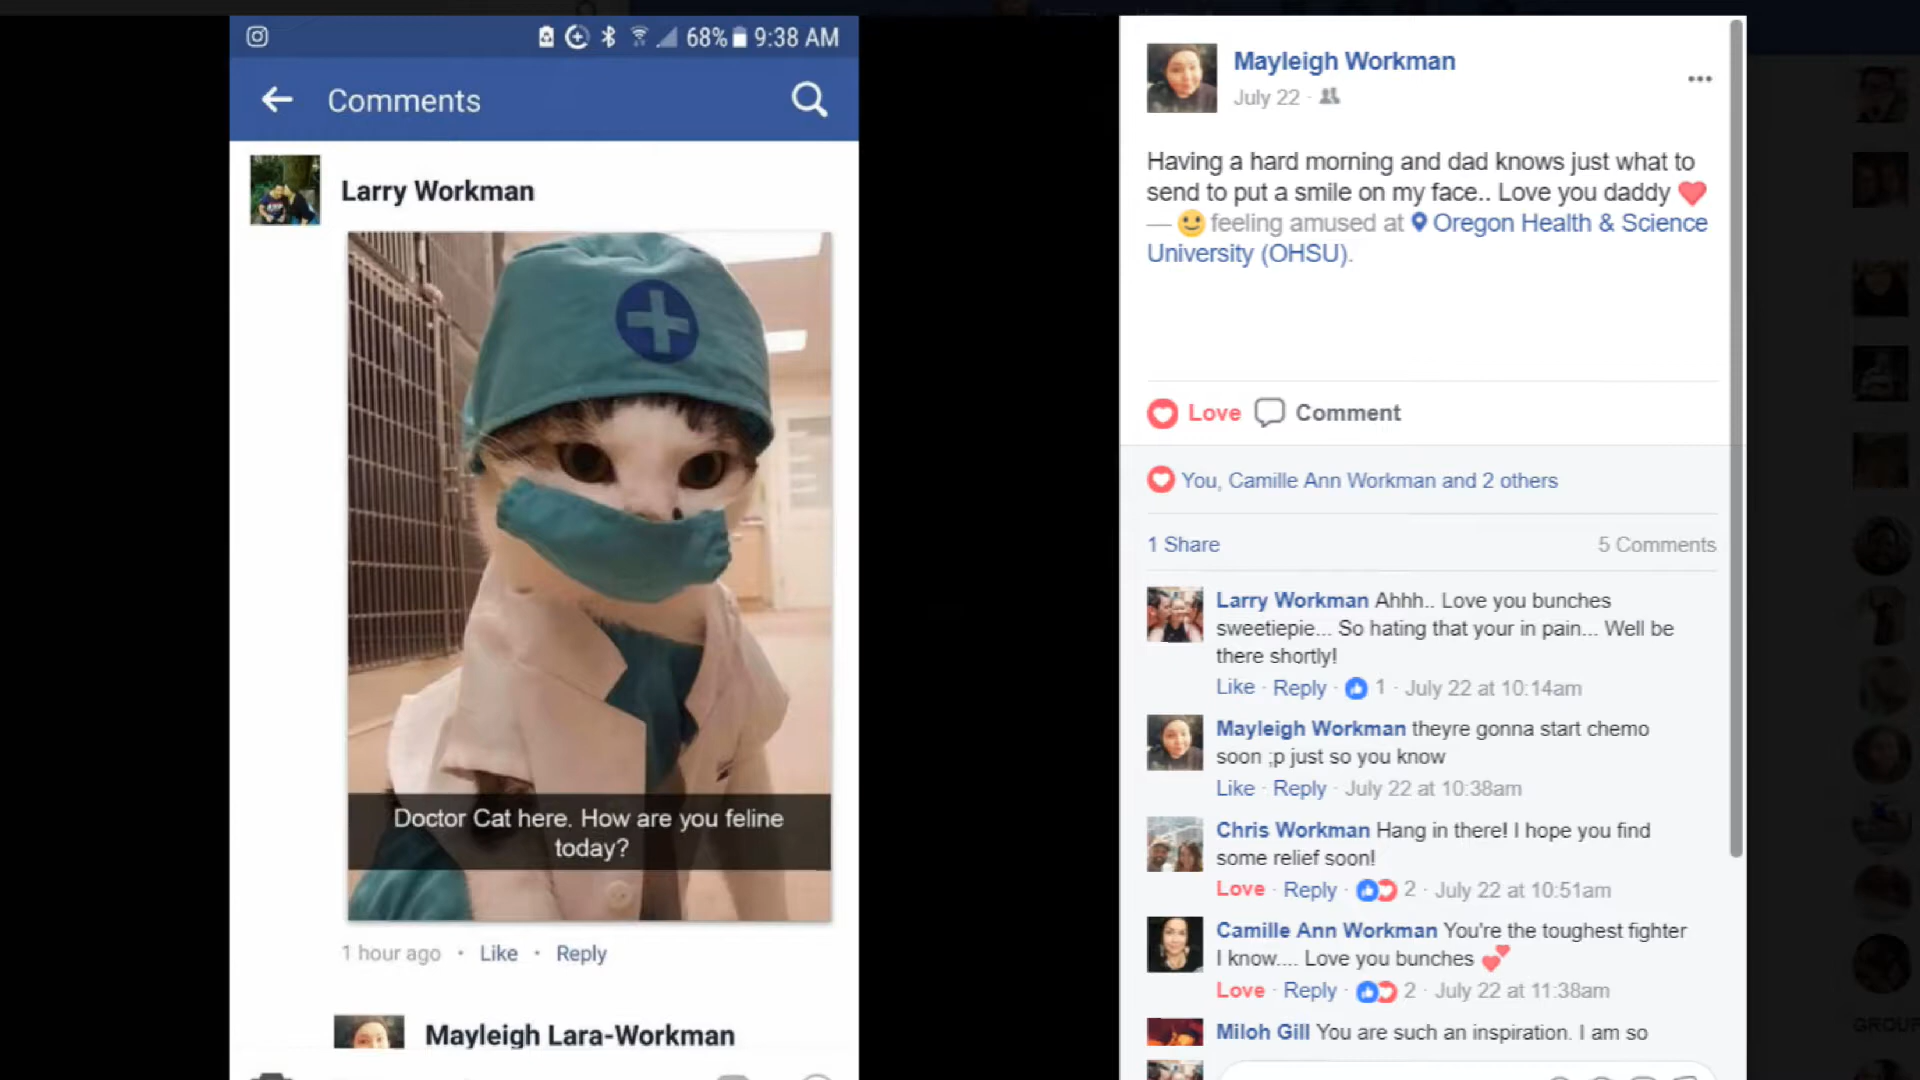 68% 9:38 AM
Comments
Larry Workman
Doctor Cat here. How are you feline
today?
1 hour ago · Like · Reply
Mayleigh Lara-Workman
Mayleigh Workman
July 22 ·
Having a hard morning and dad knows just what to
send to put a smile on my face.. Love you daddy ❤
— 🙂 feeling amused at Oregon Health & Science
University (OHSU).
Love Comment
You, Camille Ann Workman and 2 others
1 Share 5 Comments
Larry Workman Ahhh.. Love you bunches
sweetiepie... So hating that your in pain... Well be
there shortly!
Like · Reply · 1 · July 22 at 10:14am
Mayleigh Workman theyre gonna start chemo
soon ;p just so you know
Like · Reply · July 22 at 10:38am
Chris Workman Hang in there! I hope you find
some relief soon!
Love · Reply · 2 · July 22 at 10:51am
Camille Ann Workman You're the toughest fighter
I know.... Love you bunches 💕
Love · Reply · 2 · July 22 at 11:38am
Miloh Gill You are such an inspiration. I am so
GROUP